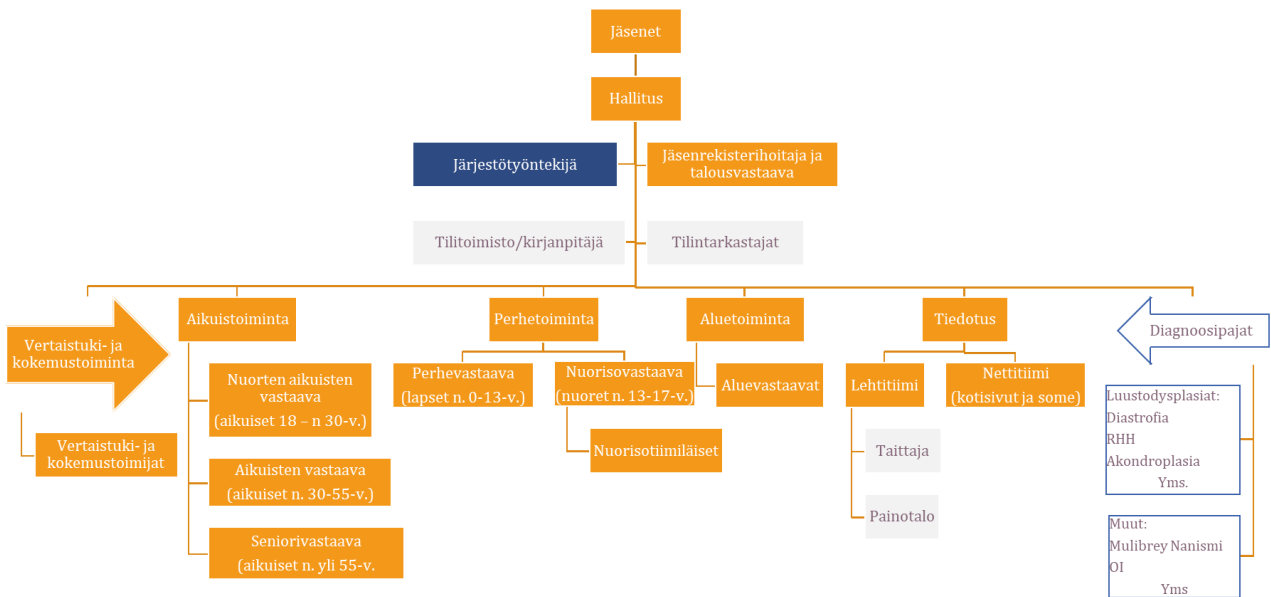 Jäsenet
Hallitus
Järjestötyöntekijä
Jäsenrekisterihoitaja ja
talousvastaava
Tilitoimisto/kirjanpitäjä
Tilintarkastajat
Vertaistuki- ja
kokemustoiminta
Vertaistuki- ja
kokemustoimijat
Aikuistoiminta
Nuorten aikuisten
vastaava
(aikuiset 18 – n 30-v.)
Aikuisten vastaava
(aikuiset n. 30-55-v.)
Seniorivastaava
(aikuiset n. yli 55-v.
Perhetoiminta
Perhevastaava
(lapset n. 0-13-v.)
Nuorisovastaava
(nuoret n. 13-17-v.)
Nuorisotiimiläiset
Aluetoiminta
Aluevastaavat
Tiedotus
Lehtitiimi
Taittaja
Painotalo
Nettitiimi
(kotisivut ja some)
Diagnoosipajat
Luustodysplasiat:
Diastrofia
RHH
Akondroplasia
Yms.
Muut:
Mulibrey Nanismi
OI
Yms